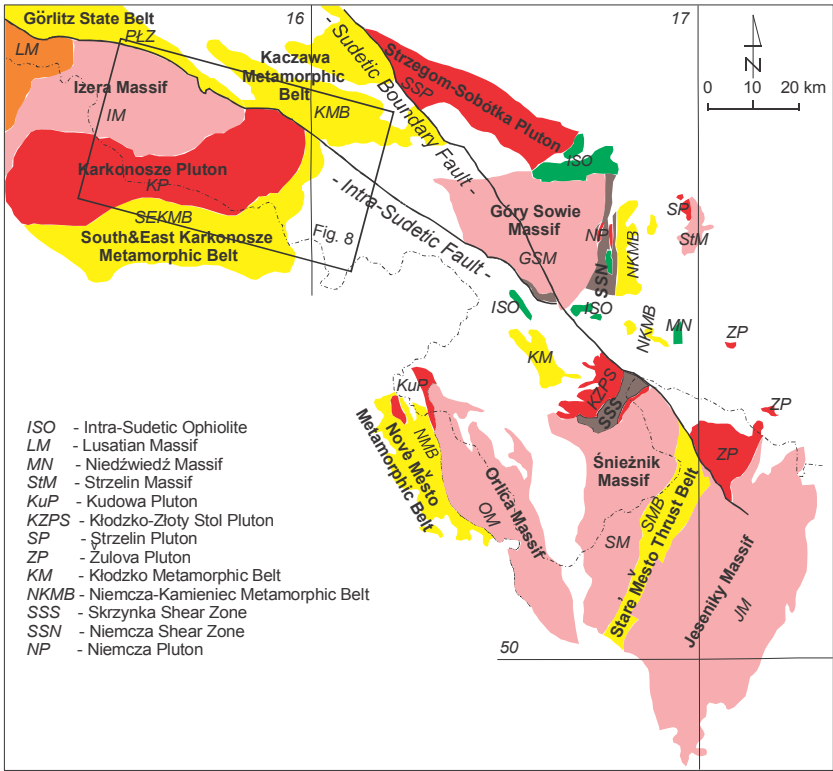 Görlitz State Belt
PŁZ
16
17
LM
Iżera Massif
IM
Kaczawa
Metamorphic
Belt
KMB
- Sudetic Boundary Fault -
Strzegom-Sobótka Pluton
SSP
N
0 10 20 km
ISO
Karkonosze Pluton
KP
SEKMB
South&East Karkonosze
Metamorphic Belt
Fig. 8
- Intra-Sudetic Fault -
Góry Sowie
Massif
GSM
NP
SSN
NKMB
SP
StM
ISO
ISO
NKMB
MN
ZP
KM
KuP
KZPS
SSS
ZP
ZP
NMB
Nové Město
Metamorphic Belt
Orlica Massif
OM
Śnieżnik
Massif
SM
SMB
Staré Město Thrust Belt
Jeseniky Massif
JM
50
ISO - Intra-Sudetic Ophiolite
LM - Lusatian Massif
MN - Niedźwiedź Massif
StM - Strzelin Massif
KuP - Kudowa Pluton
KZPS - Kłodzko-Złoty Stol Pluton
SP - Strzelin Pluton
ZP - Žulova Pluton
KM - Kłodzko Metamorphic Belt
NKMB - Niemcza-Kamieniec Metamorphic Belt
SSS - Skrzynka Shear Zone
SSN - Niemcza Shear Zone
NP - Niemcza Pluton